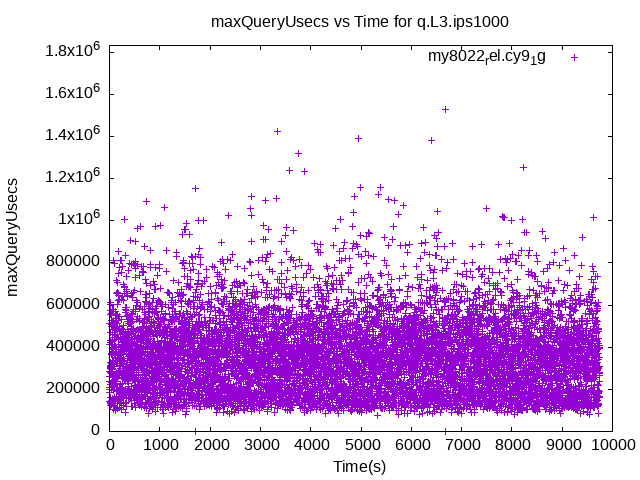 maxQueryUsecs vs Time for q.L3.ips1000
my8022rel.cy91g
1.8x10^6
1.6x10^6
1.4x10^6
1.2x10^6
1x10^6
800000
600000
400000
200000
0
maxQueryUsecs
0 1000 2000 3000 4000 5000 6000 7000 8000 9000 10000
Time(s)